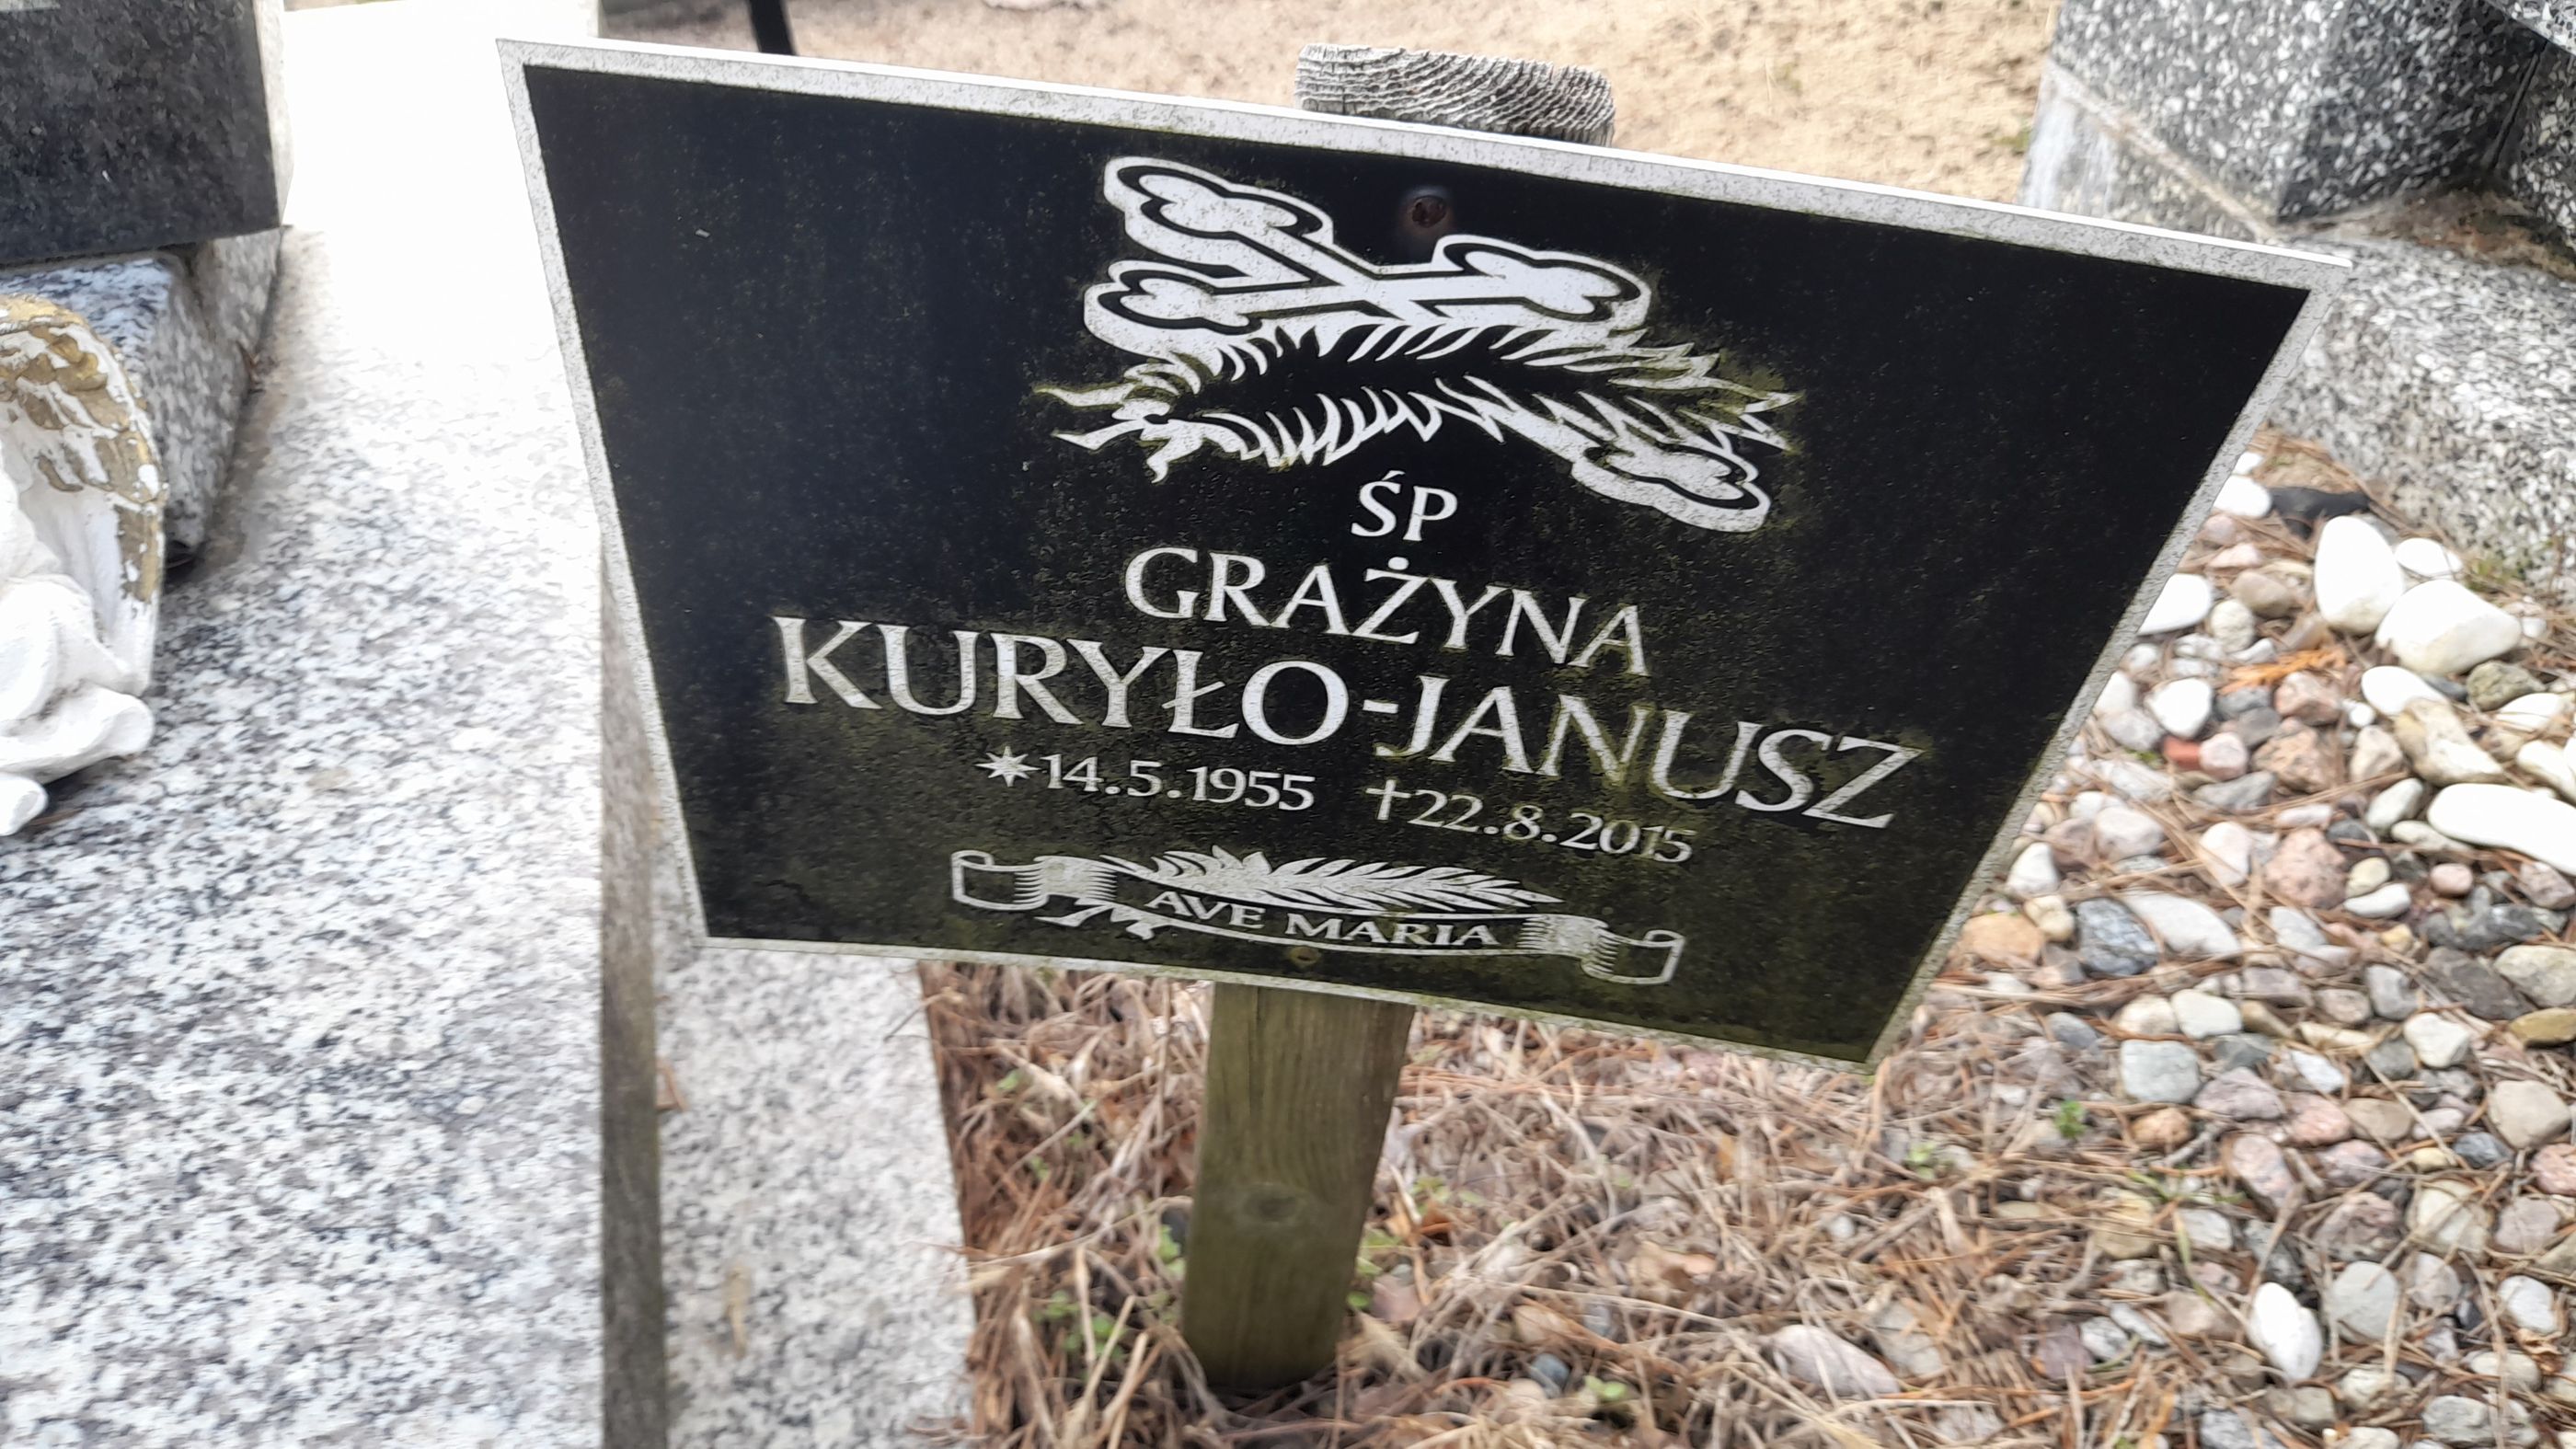 ŚP
GRAŻYNA
KURYŁO-JANUSZ
*14.5.1955 †22.8.2015
AVE MARIA